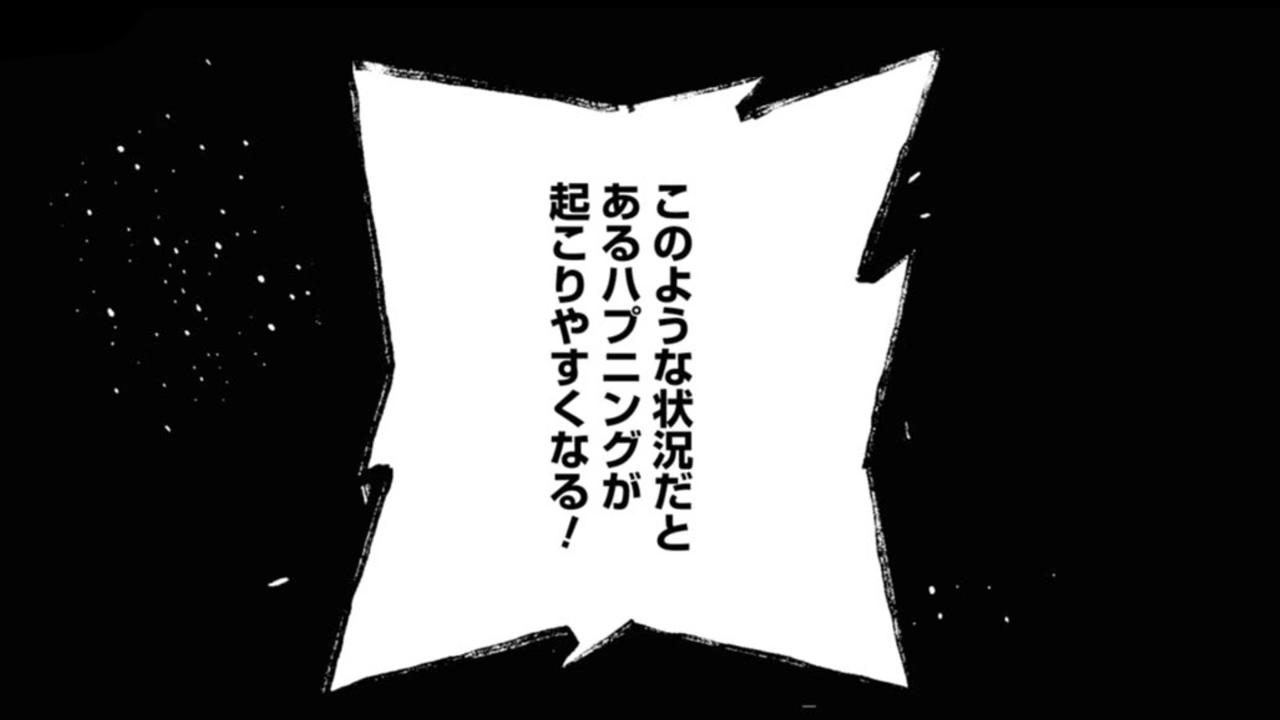 このような状況だと
あるハプニングが
起こりやすくなる!